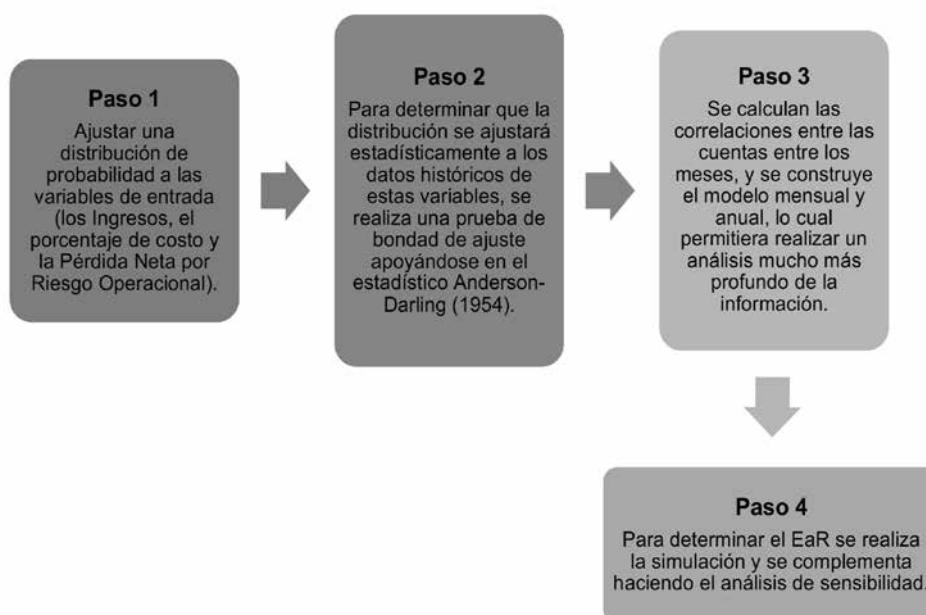 Paso 1
Ajustar una
distribución de
probabilidad a las
variables de entrada
(los Ingresos, el
porcentaje de costo y
la Pérdida Neta por
Riesgo Operacional).
Paso 2
Para determinar que la
distribución se ajustará
estadísticamente a los
datos históricos de
estas variables, se
realiza una prueba de
bondad de ajuste
apoyándose en el
estadístico Anderson-
Darling (1954).
Paso 3
Se calculan las
correlaciones entre las
cuentas entre los
meses, y se construye
el modelo mensual y
anual, lo cual
permitiera realizar un
análisis mucho más
profundo de la
información.
Paso 4
Para determinar el EaR se realiza
la simulación y se complementa
haciendo el análisis de sensibilidad.